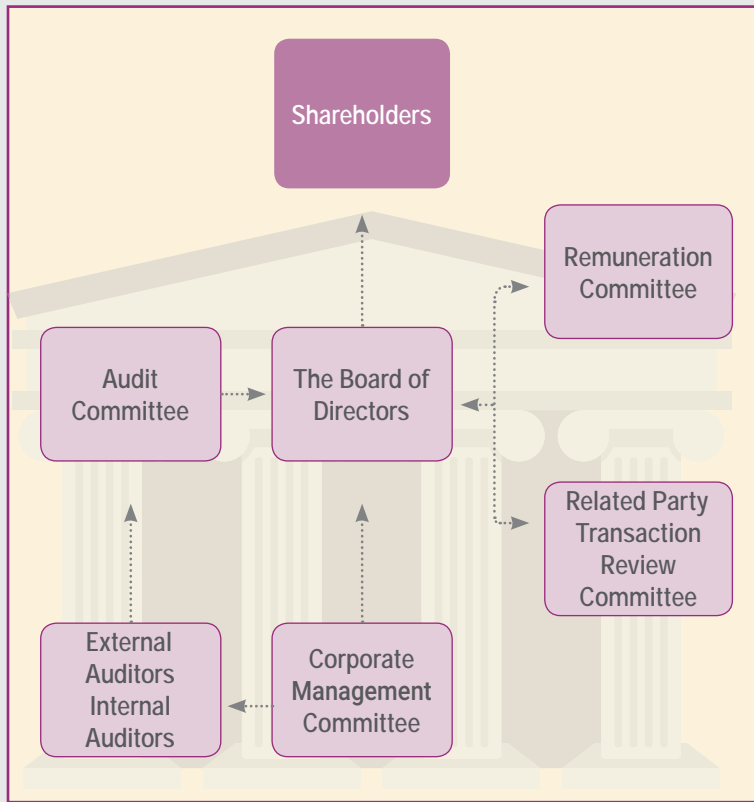 Shareholders
Remuneration
Committee
Audit
Committee
The Board of
Directors
Related Party
Transaction
Review
Committee
External
Auditors
Internal
Auditors
Corporate
Management
Committee